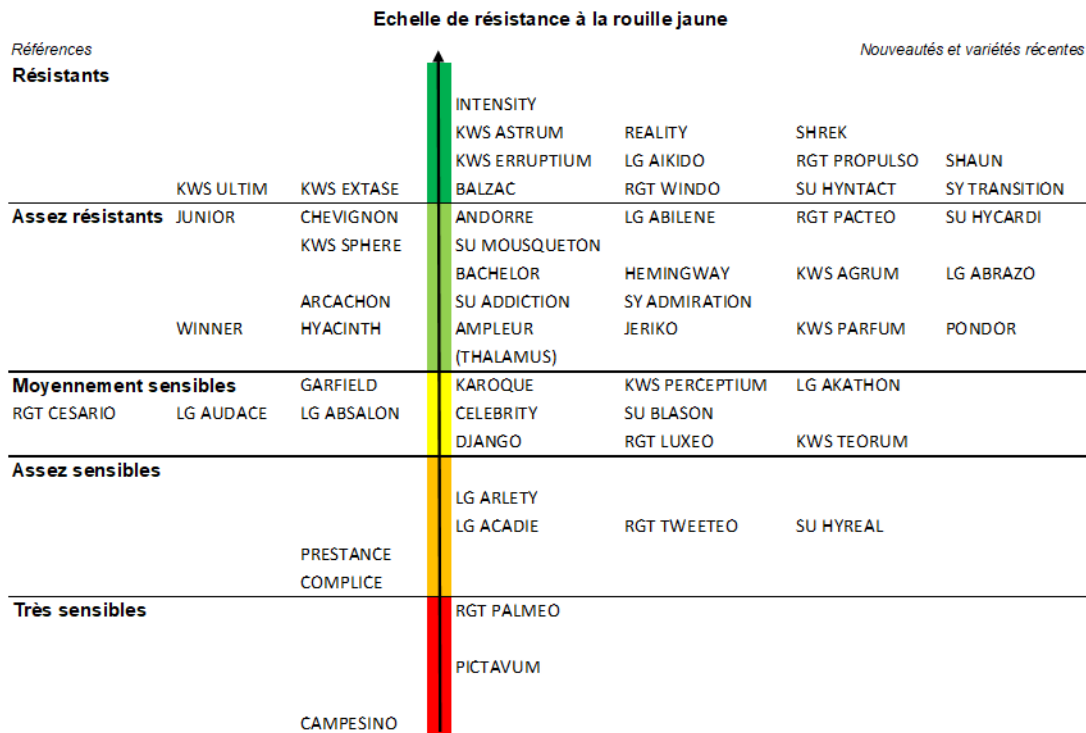 Echelle de résistance à la rouille jaune
Références Nouveautés et variétés récentes
Résistants
INTENSITY
KWS ASTRUM REALITY SHREK
KWS ERRUPTIUM LG AIKIDO RGT PROPULSO SHAUN
KWS ULTIM KWS EXTASE BALZAC RGT WINDO SU HYNTACT SY TRANSITION
Assez résistants JUNIOR CHEVIGNON ANDORRE LG ABILENE RGT PACTEO SU HYCARDI
KWS SPHERE SU MOUSQUETON
BACHELOR HEMINGWAY KWS AGRUM LG ABRAZO
ARCACHON SU ADDICTION SY ADMIRATION
WINNER HYACINTH AMPLEUR JERIKO KWS PARFUM PONDOR
(THALAMUS)
Moyennement sensibles GARFIELD KAROQUE KWS PERCEPTIUM LG AKATHON
RGT CESARIO LG AUDACE LG ABSALON CELEBRITY SU BLASON
DJANGO RGT LUXEO KWS TEORUM
Assez sensibles
LG ARLETY
LG ACADIE RGT TWEETEO SU HYREAL
PRESTANCE
COMPLICE
Très sensibles RGT PALMEO
PICTAVUM
CAMPESINO